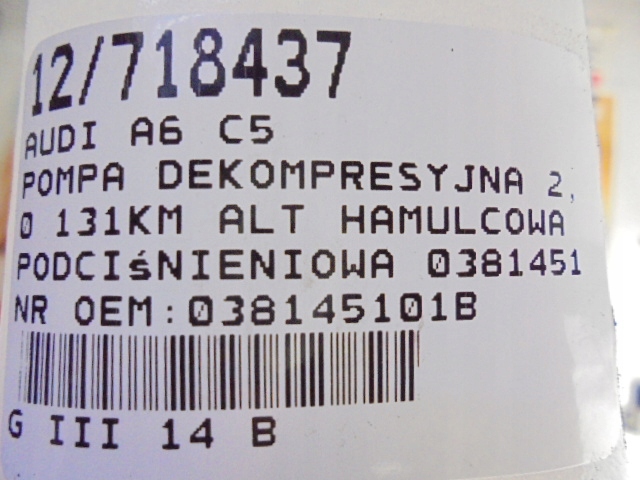 12/718437
AUDI A6 C5
POMPA DEKOMPRESYJNA 2,
0 131KM ALT HAMULCOWA
PODCIśNIENIOWA 0381451
NR OEM:038145101B
G III 14 B